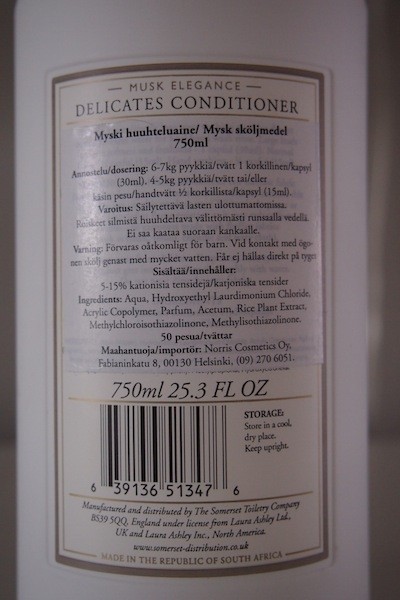 MUSK ELEGANCE
DELICATES CONDITIONER
Myski huuhteluaine/ Mysk sköljmedel
750ml
Annostelu/dosering: 6-7kg pyykkiä/tvätt 1 korkillinen/kapsyl
(30ml). 4-5kg pyykkiä/tvätt tai/eller
käsin pesu/handtvätt ½ korkillista/kapsyl (15ml).
Varoitus: Säilytettävä lasten ulottumattomissa.
Roiskeet silmistä huuhdeltava välittömästi runsaalla vedellä.
Ei saa kaataa suoraan kankaalle.
Varning: Förvaras oåtkomligt för barn. Vid kontakt med ögo-
nen skölj genast med mycket vatten. Får ej hällas direkt på tyget
Sisältää/innehåller:
5-15% kationisia tensidejä/katjoniska tensider
Ingredients: Aqua, Hydroxyethyl Laurdimonium Chloride,
Acrylic Copolymer, Parfum, Acetum, Rice Plant Extract,
Methylchloroisothiazolinone, Methylisothiazolinone.
50 pesua/tvättar
Maahantuoja/importör: Norris Cosmetica Oy,
Fabianinkatu 8, 00130 Helsinki, (09) 270 6051.
750ml 25.3 FL OZ
STORAGE:
Store in a cool,
dry place.
Keep upright.
6 39136 51347 6
Manufactured and distributed by The Somerset Toiletry Company
BS39 5QQ, England under license from Laura Ashley Ltd.,
UK and Laura Ashley Inc., North America.
www.somerset-distribution.co.uk
MADE IN THE REPUBLIC OF SOUTH AFRICA